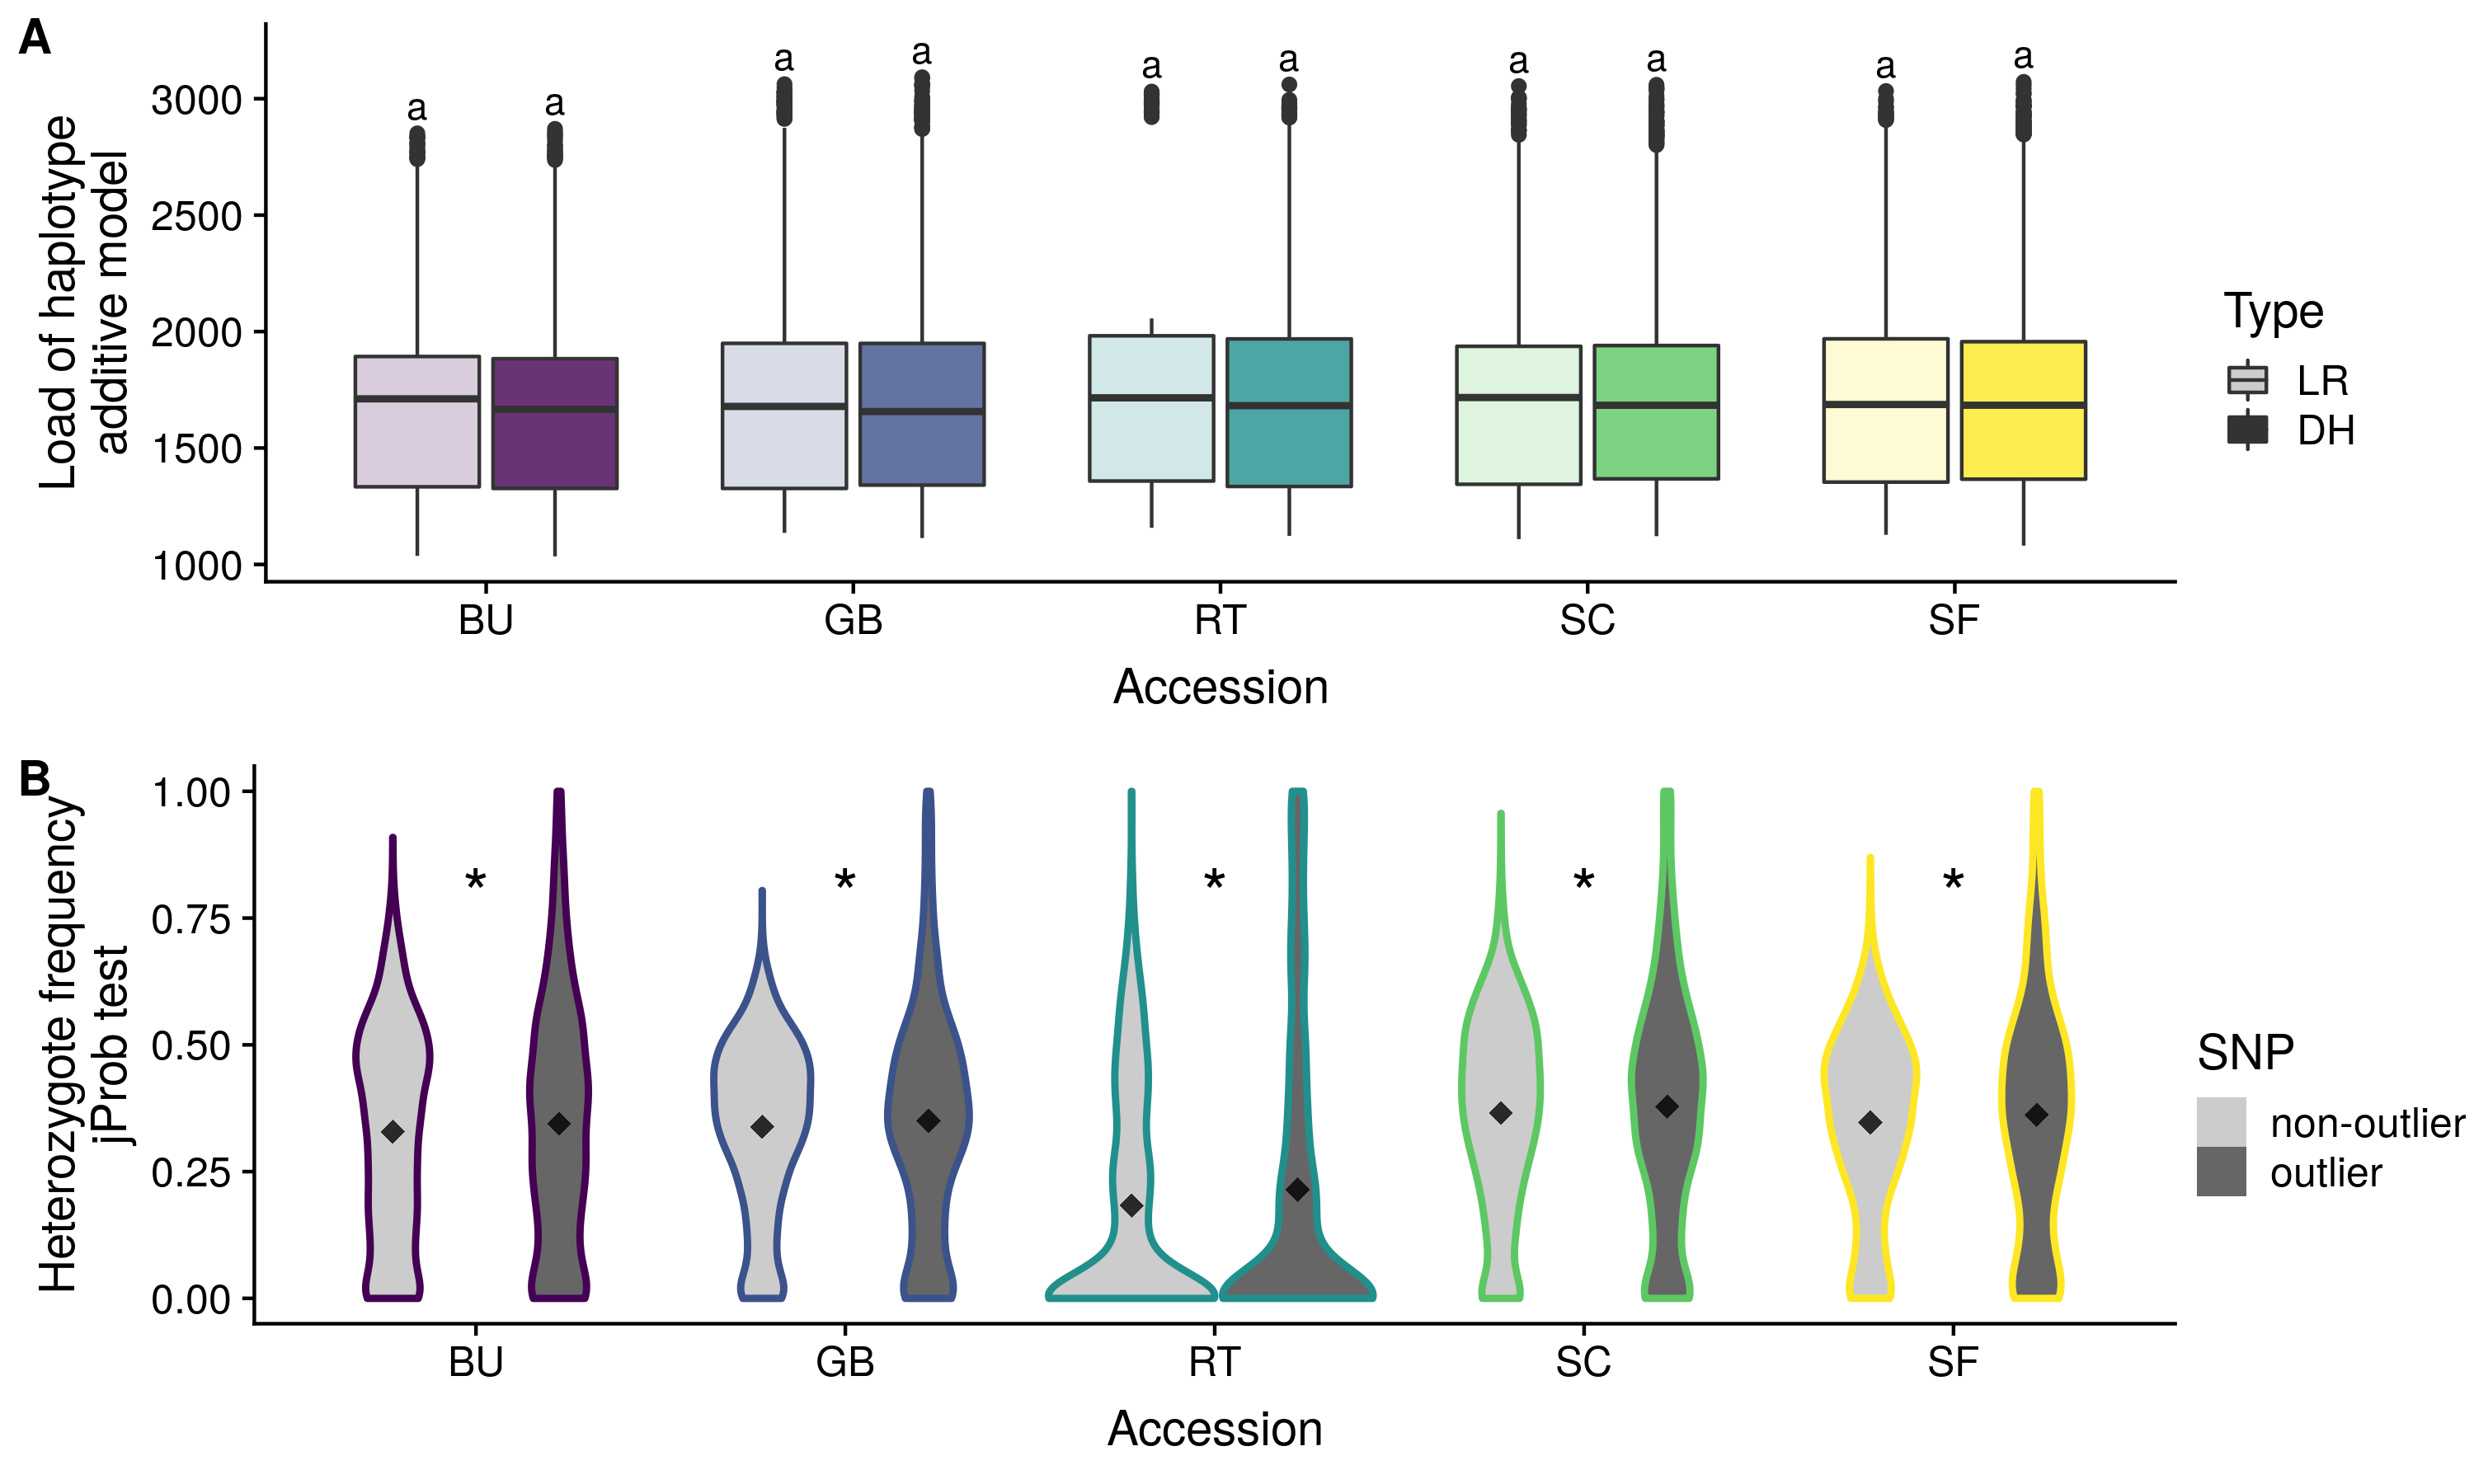 A
Load of haplotype
additive model
3000
2500
2000
1500
1000
a a a a a a a a a a
BU GB RT SC SF
Accession
Type
LR
DH
B
Heterozygote frequency
jProb test
1.00
0.75
0.50
0.25
0.00
* * * * *
BU GB RT SC SF
Accession
SNP
non-outlier
outlier